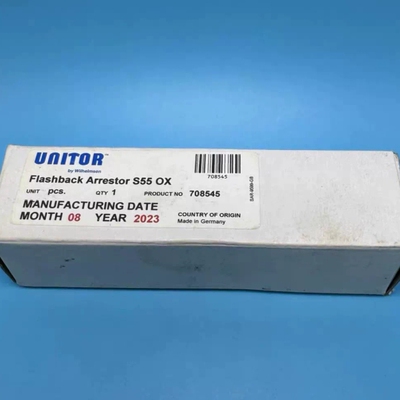 UNITOR™
by Wilhelmsen
708545
Flashback Arrestor S55 OX
UNIT pcs. QTY 1 PRODUCT NO 708545
MANUFACTURING DATE
MONTH 08 YEAR 2023
COUNTRY OF ORIGIN
Made in Germany